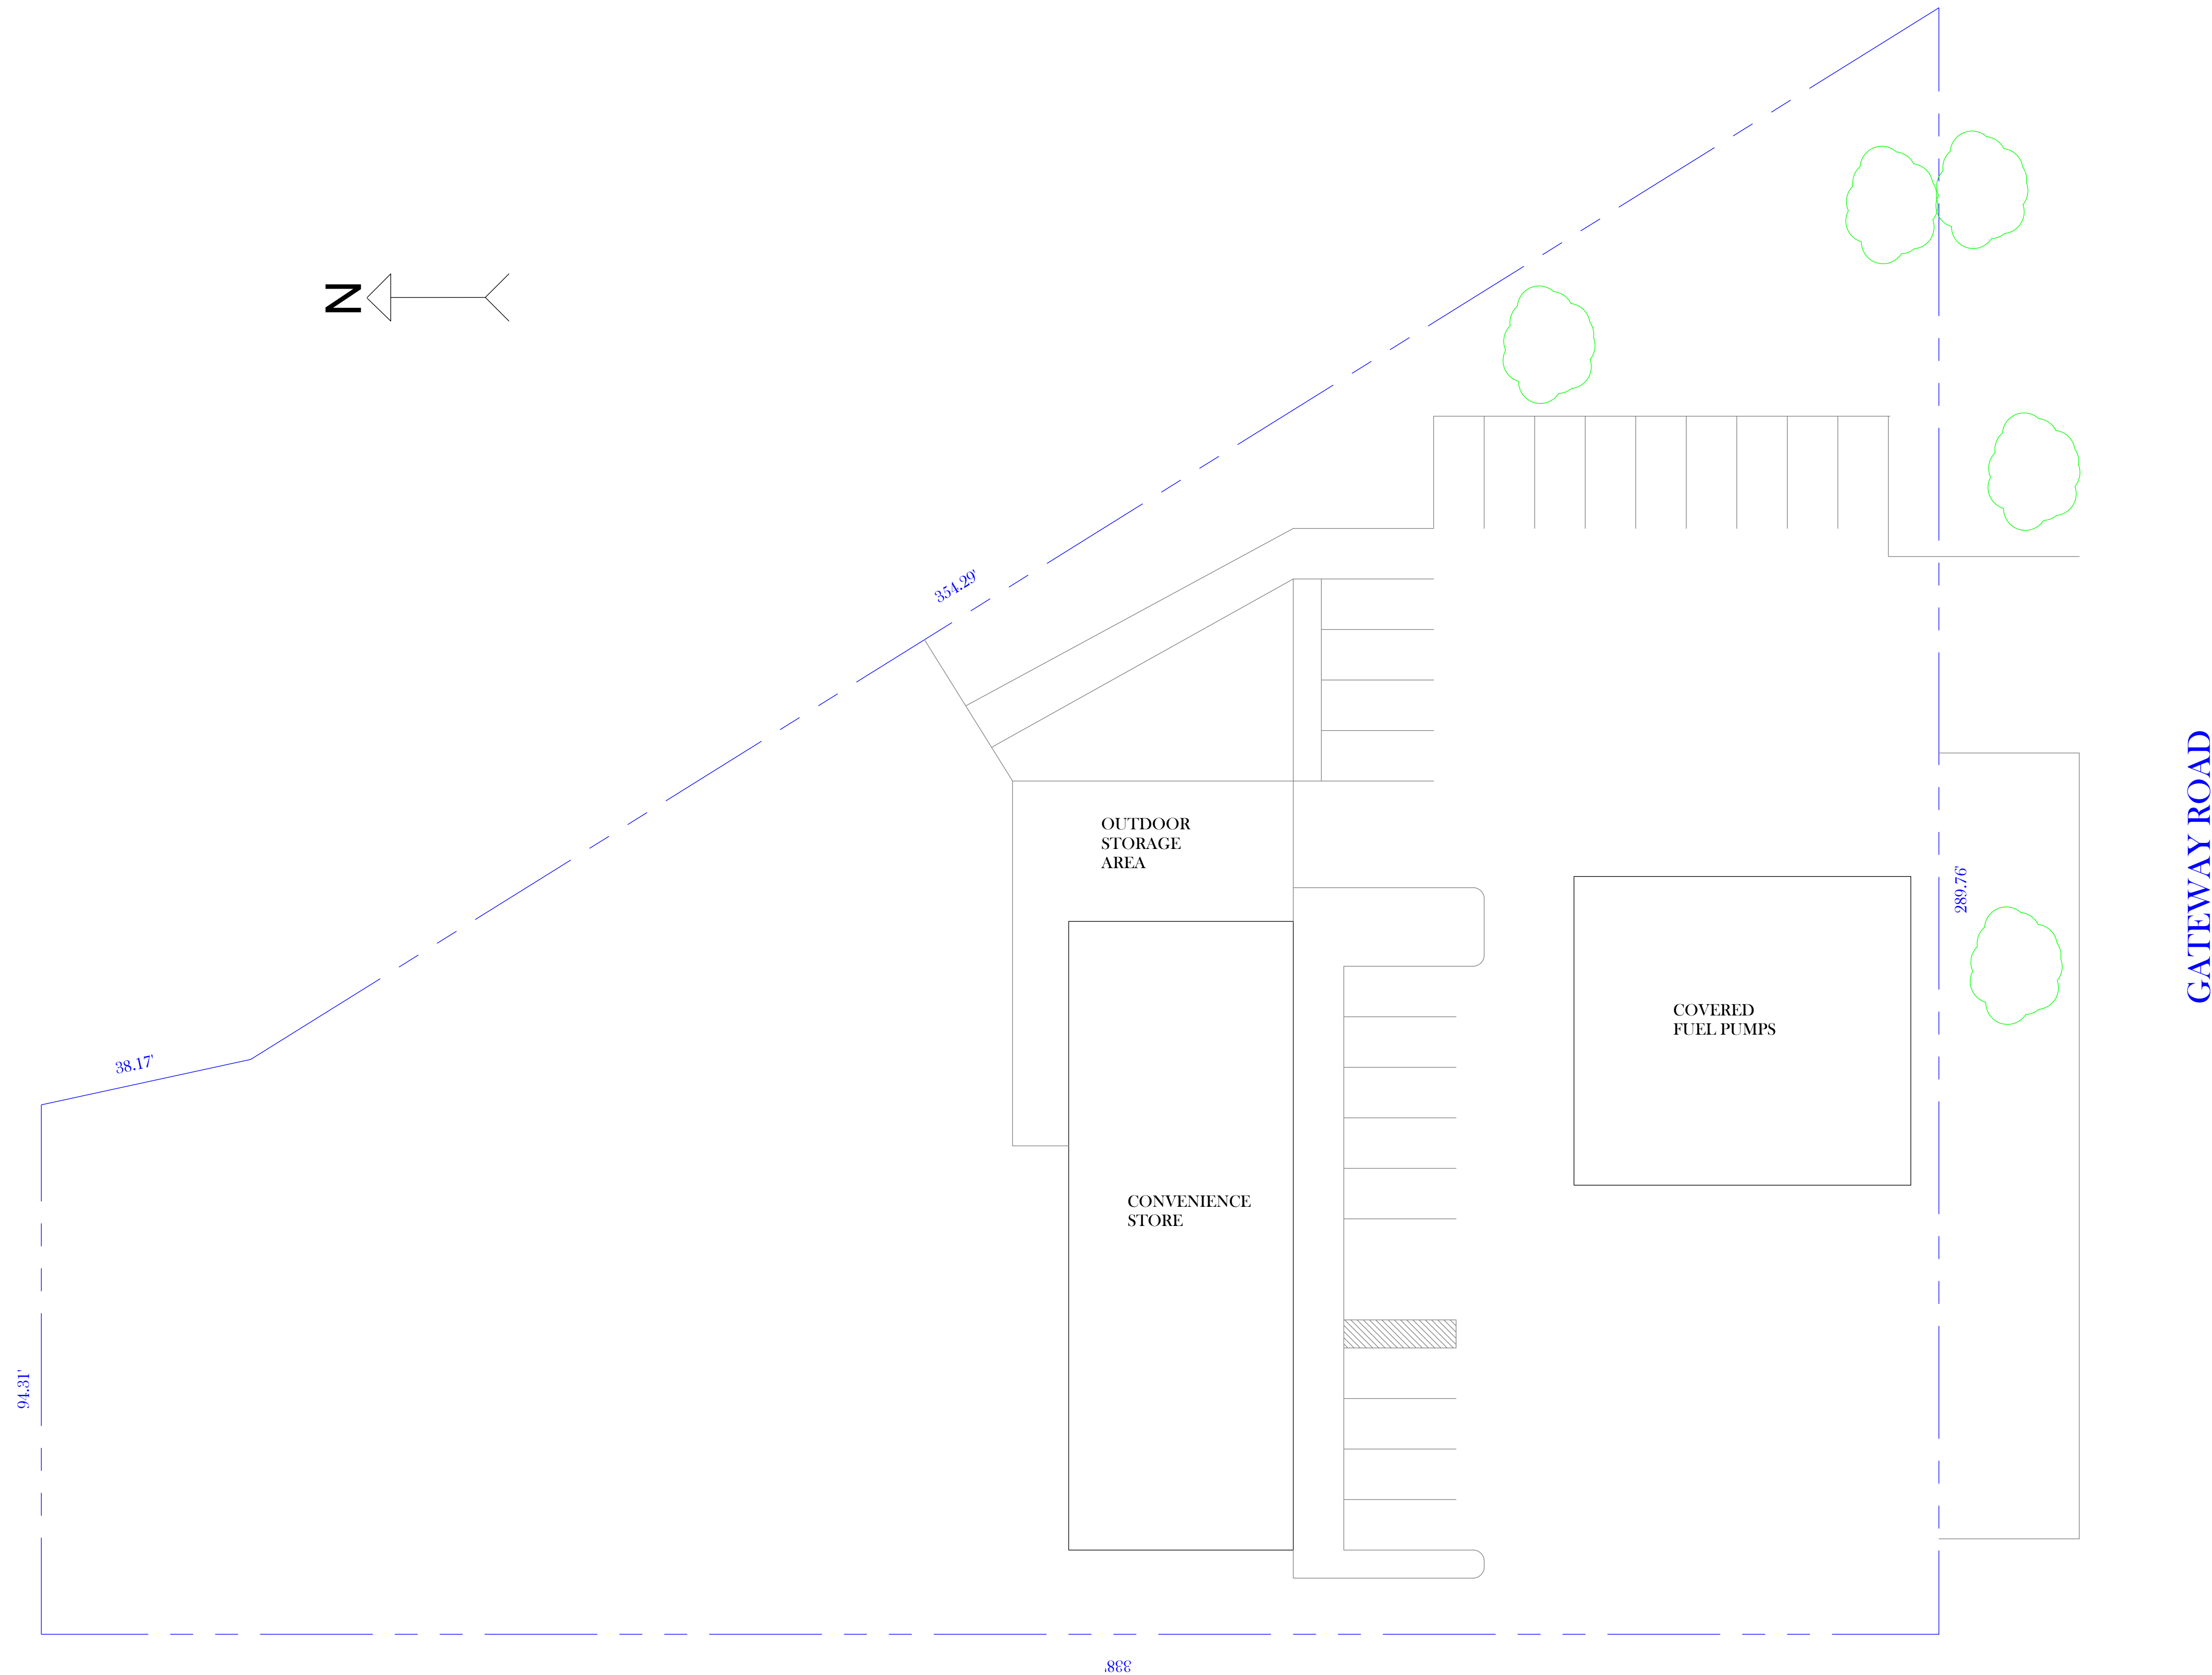 N
354.29'
38.17'
94.31'
OUTDOOR
STORAGE
AREA
CONVENIENCE
STORE
COVERED
FUEL PUMPS
289.76'
GATEWAY ROAD
338'